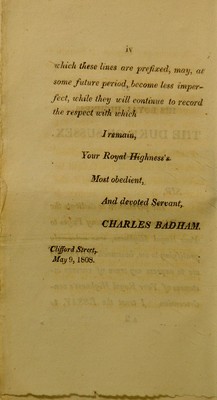 iv
which these lines are prefixed, may, at
some future period, become less imper-
fect, while they will continue to record
the respect with which
I remain,
Your Royal Highness's
Most obedient,
And devoted Servant,
CHARLES BADHAM.
Clifford Street,
May 9, 1808.